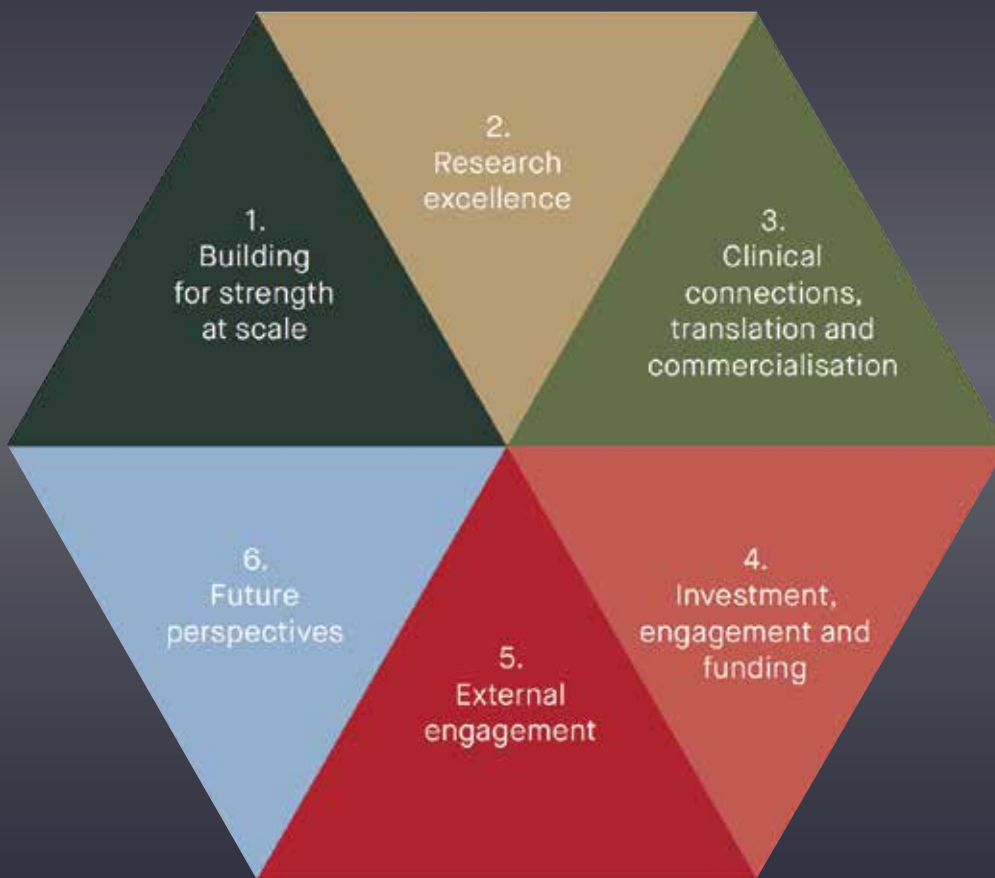 1.
Building
for strength
at scale
2.
Research
excellence
3.
Clinical
connections,
translation and
commercialisation
4.
Investment,
engagement and
funding
5.
External
engagement
6.
Future
perspectives